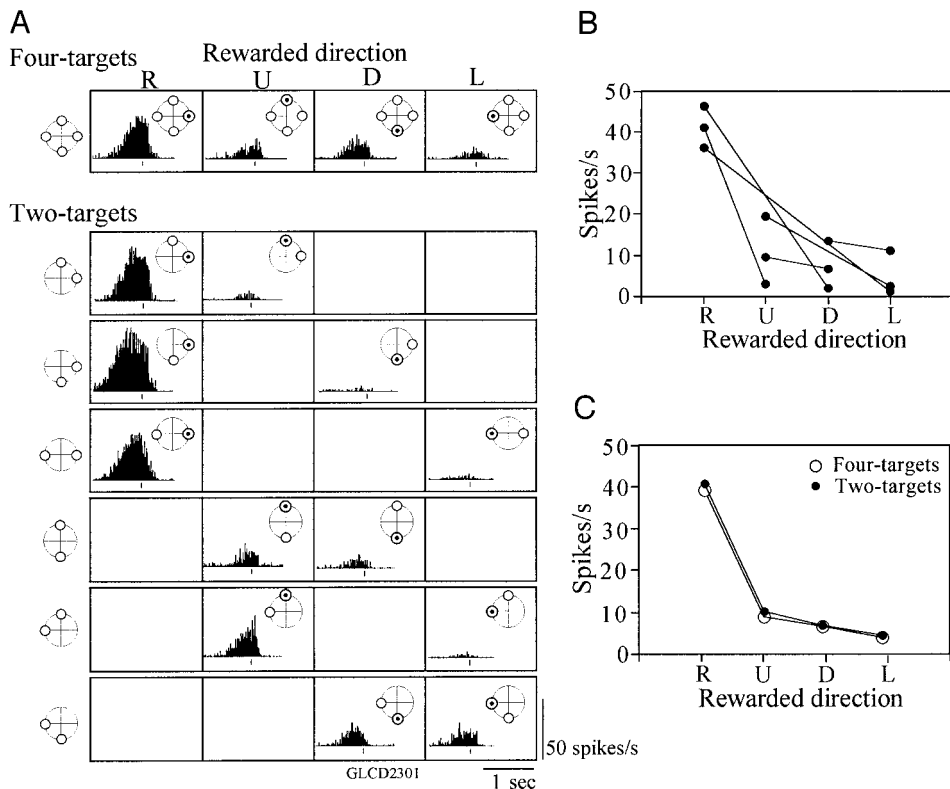 A
Four-targets
Rewarded direction
R U D L
Two-targets
50 spikes/s
GLCD2301
1 sec
B
Spikes/s
50
40
30
20
10
0
R U D L
Rewarded direction
C
Spikes/s
50
40
30
20
10
0
Four-targets
Two-targets
R U D L
Rewarded direction